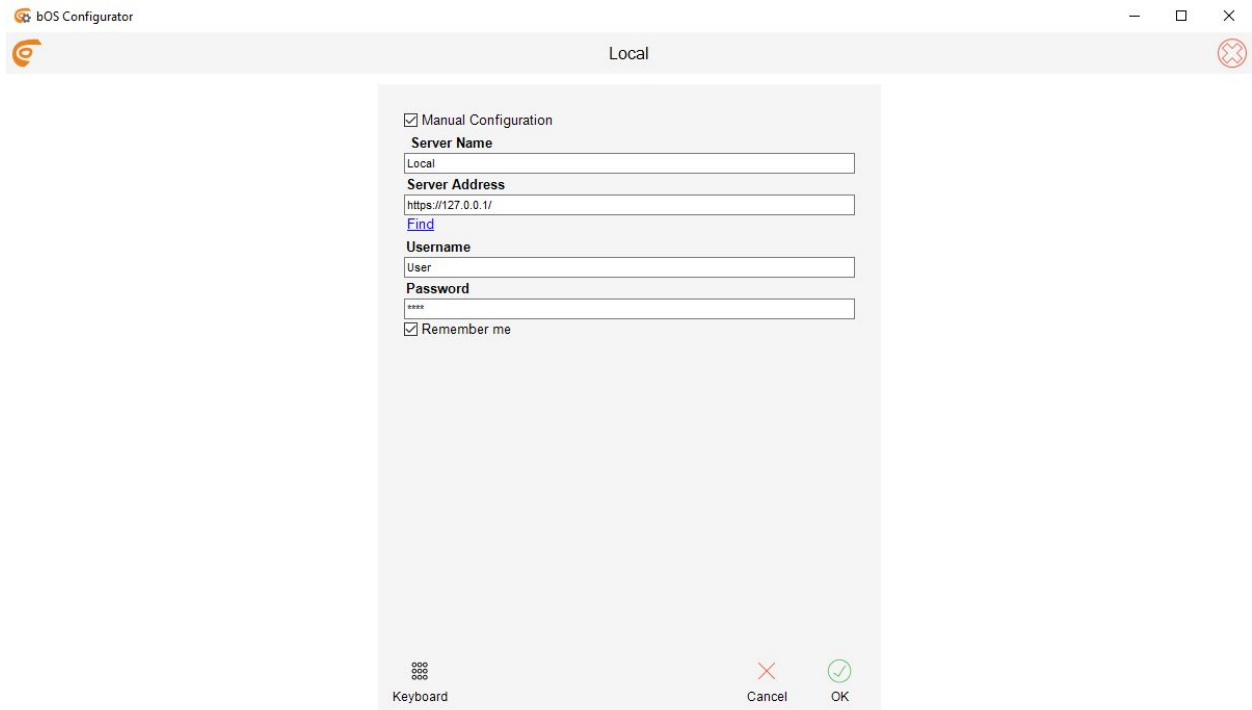 bOS Configurator
Local
Manual Configuration
Server Name
Local
Server Address
https://127.0.0.1/
Find
Username
User
Password
****
Remember me
Keyboard Cancel OK